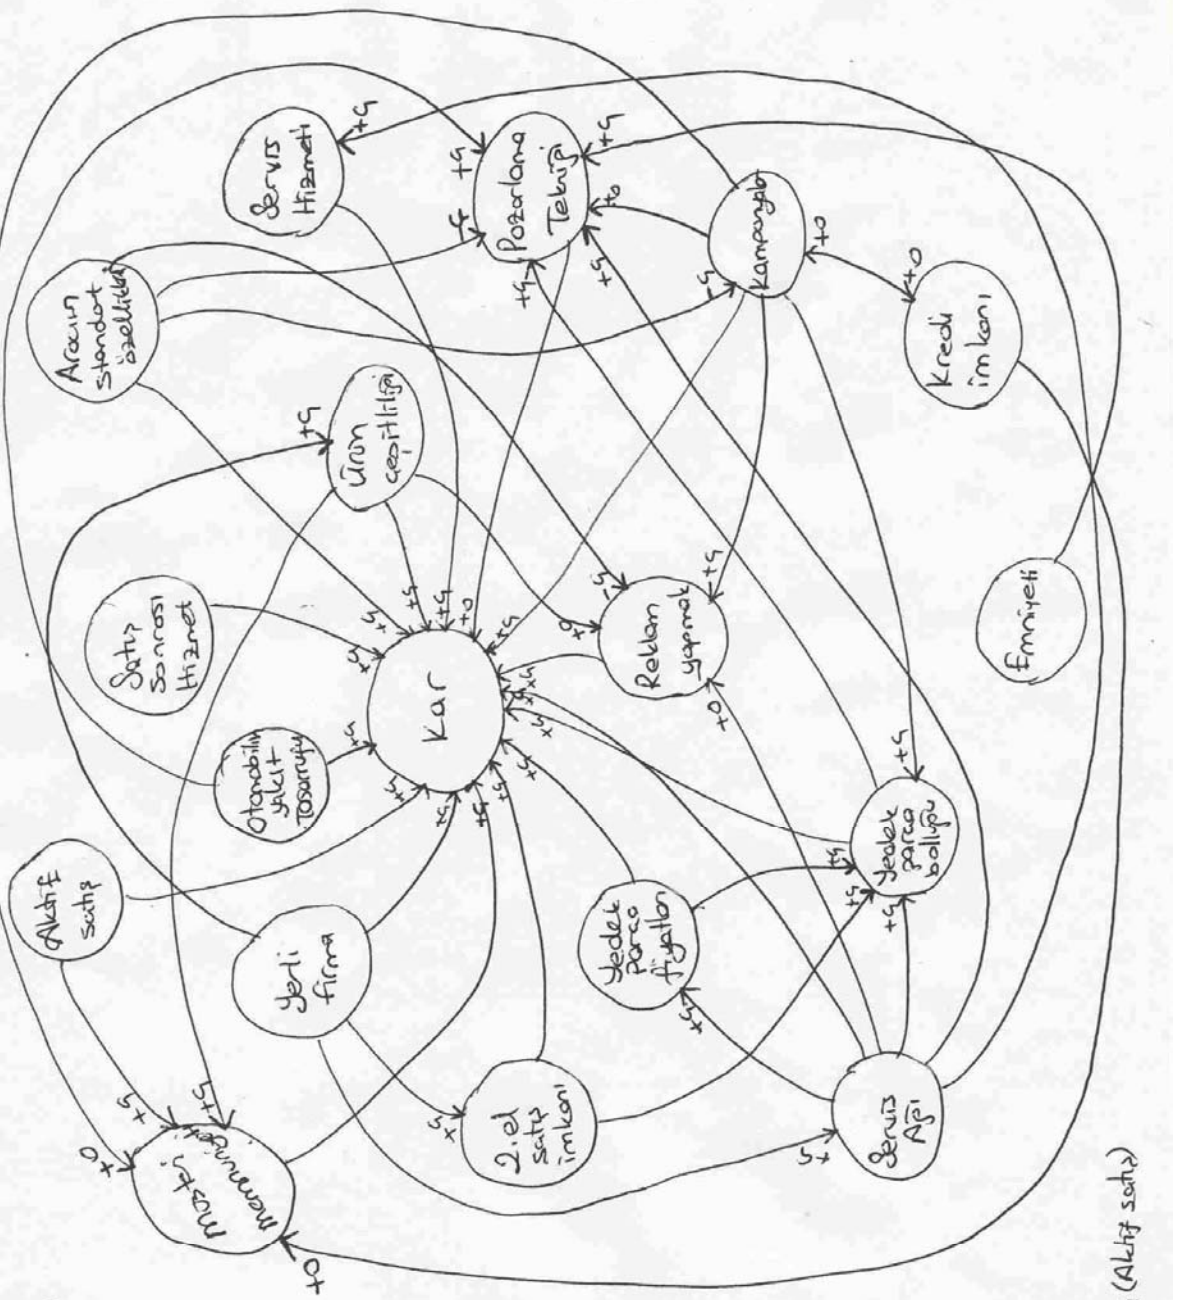 Servis
Hizmeti
+G
Pazarlama
Tekniği
+G
+G
+G
+G
+O
Kampanyalar
+O
-G
Kredi
imkanı
+O
Emniyeti
Aracın
standart
özellikleri
Ürün
çeşitliliği
+G
Satış
Sonrası
Hizmet
Otomobilin
yakıt
Tasarrufu
Kar
+G
+G
+G
+O
+G
+G
+G
+G
+G
+G
+G
Reklam
yapmak
-G
+G
+O
+O
Aktif
satış
Yerli
firma
Yedek
parça
fiyatları
+G
Yedek
parça
bolluğu
+G
+G
+G
+G
Müşteri
+O
+G
+G
+O
2.el
satış
imkanı
+G
Servis
Ağı
+G
(Aktif satış)